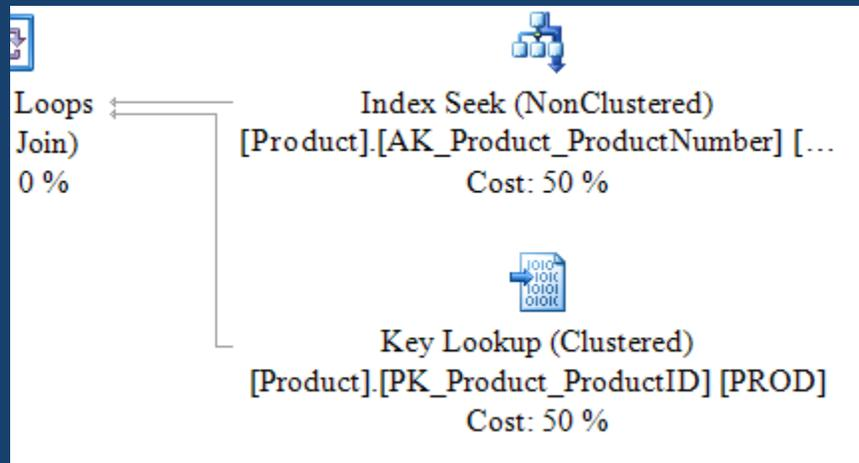 Loops
Join)
0 %
Index Seek (NonClustered)
[Product].[AK_Product_ProductNumber] [...
Cost: 50 %
Key Lookup (Clustered)
[Product].[PK_Product_ProductID] [PROD]
Cost: 50 %